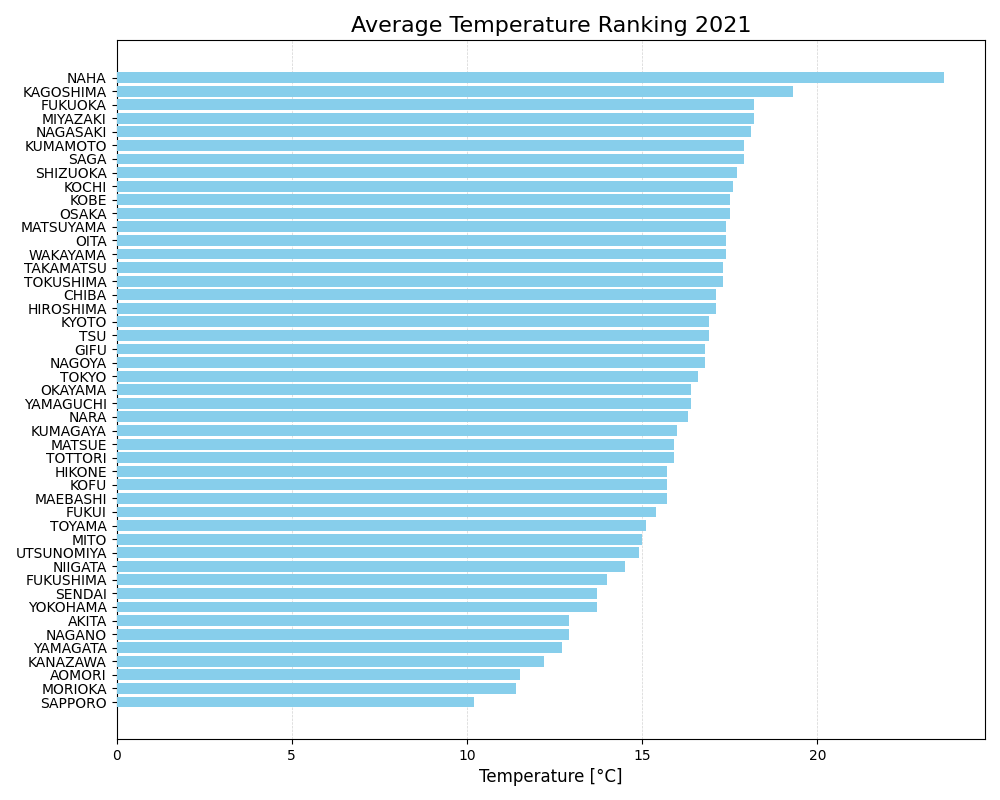 Average Temperature Ranking 2021
NAHA
KAGOSHIMA
FUKUOKA
MIYAZAKI
NAGASAKI
KUMAMOTO
SAGA
SHIZUOKA
KOCHI
KOBE
OSAKA
MATSUYAMA
OITA
WAKAYAMA
TAKAMATSU
TOKUSHIMA
CHIBA
HIROSHIMA
KYOTO
TSU
GIFU
NAGOYA
TOKYO
OKAYAMA
YAMAGUCHI
NARA
KUMAGAYA
MATSUE
TOTTORI
HIKONE
KOFU
MAEBASHI
FUKUI
TOYAMA
MITO
UTSUNOMIYA
NIIGATA
FUKUSHIMA
SENDAI
YOKOHAMA
AKITA
NAGANO
YAMAGATA
KANAZAWA
AOMORI
MORIOKA
SAPPORO
0 5 10 15 20
Temperature [°C]